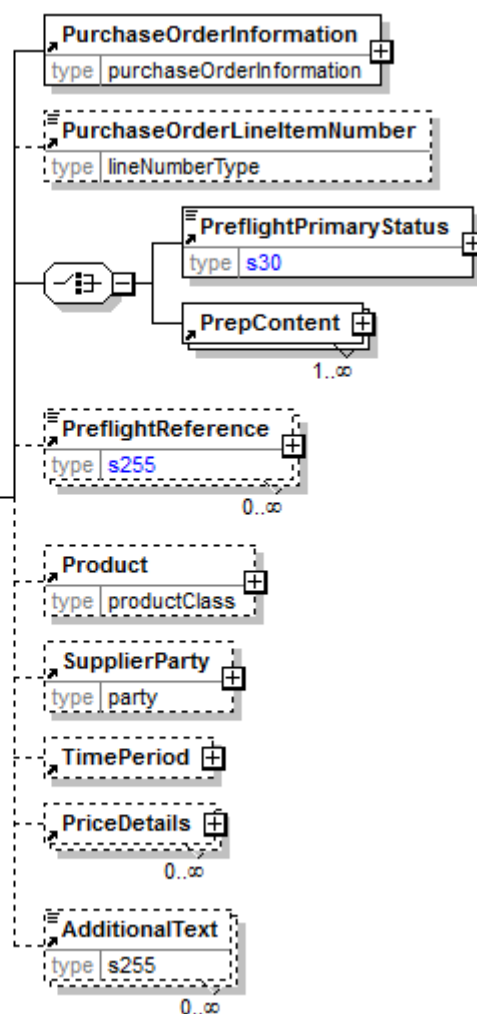 PurchaseOrderInformation
type purchaseOrderInformation
PurchaseOrderLineItemNumber
type lineNumberType
PreflightPrimaryStatus
type s30
PrepContent
1..∞
PreflightReference
type s255
0..∞
Product
type productClass
SupplierParty
type party
TimePeriod
PriceDetails
0..∞
AdditionalText
type s255
0..∞